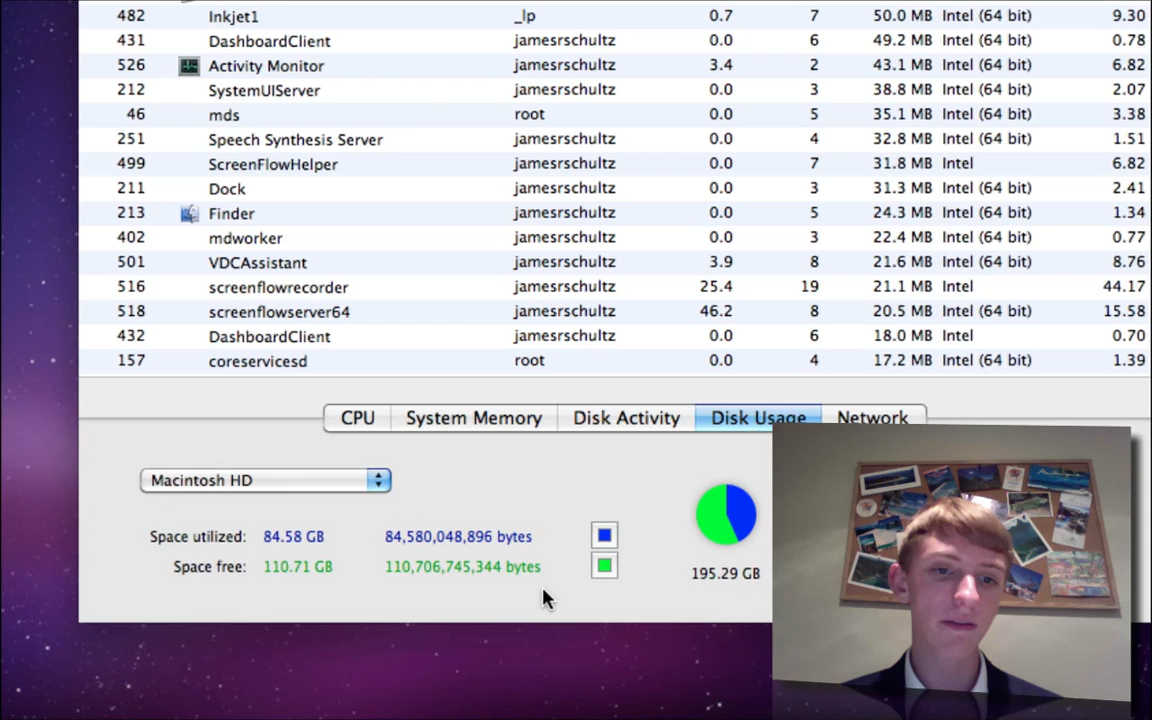 482 Inkjet1 _lp 0.7 7 50.0 MB Intel (64 bit) 9.30
431 DashboardClient jamesrschultz 0.0 6 49.2 MB Intel (64 bit) 0.78
526 Activity Monitor jamesrschultz 3.4 2 43.1 MB Intel (64 bit) 6.82
212 SystemUIServer jamesrschultz 0.0 3 38.8 MB Intel (64 bit) 2.07
46 mds root 0.0 5 35.1 MB Intel (64 bit) 3.38
251 Speech Synthesis Server jamesrschultz 0.0 4 32.8 MB Intel (64 bit) 1.51
499 ScreenFlowHelper jamesrschultz 0.0 7 31.8 MB Intel 6.82
211 Dock jamesrschultz 0.0 3 31.3 MB Intel (64 bit) 2.41
213 Finder jamesrschultz 0.0 5 24.3 MB Intel (64 bit) 1.34
402 mdworker jamesrschultz 0.0 3 22.4 MB Intel (64 bit) 0.77
501 VDCAssistant jamesrschultz 3.9 8 21.6 MB Intel (64 bit) 8.76
516 screenflowrecorder jamesrschultz 25.4 19 21.1 MB Intel 44.17
518 screenflowserver64 jamesrschultz 46.2 8 20.5 MB Intel (64 bit) 15.58
432 DashboardClient jamesrschultz 0.0 6 18.0 MB Intel 0.70
157 coreservicesd root 0.0 4 17.2 MB Intel (64 bit) 1.39
CPU System Memory Disk Activity Disk Usage Network
Macintosh HD
Space utilized: 84.58 GB 84,580,048,896 bytes
Space free: 110.71 GB 110,706,745,344 bytes
195.29 GB